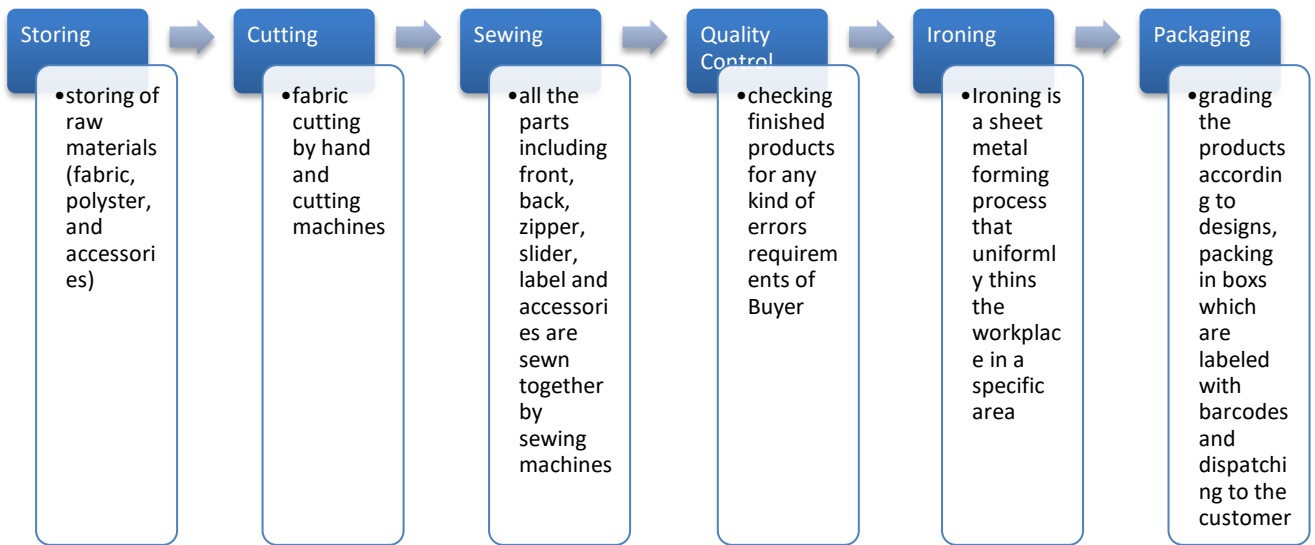 Storing
•storing of
raw
materials
(fabric,
polyster,
and
accessori
es)
Cutting
•fabric
cutting
by hand
and
cutting
machines
Sewing
•all the
parts
including
front,
back,
zipper,
slider,
label and
accessori
es are
sewn
together
by
sewing
machines
Quality
Control
•checking
finished
products
for any
kind of
errors
requirem
ents of
Buyer
Ironing
•Ironing is
a sheet
metal
forming
process
that
uniforml
y thins
the
workplac
e in a
specific
area
Packaging
•grading
the
products
accordin
g to
designs,
packing
in boxs
which
are
labeled
with
barcodes
and
dispatchi
ng to the
customer